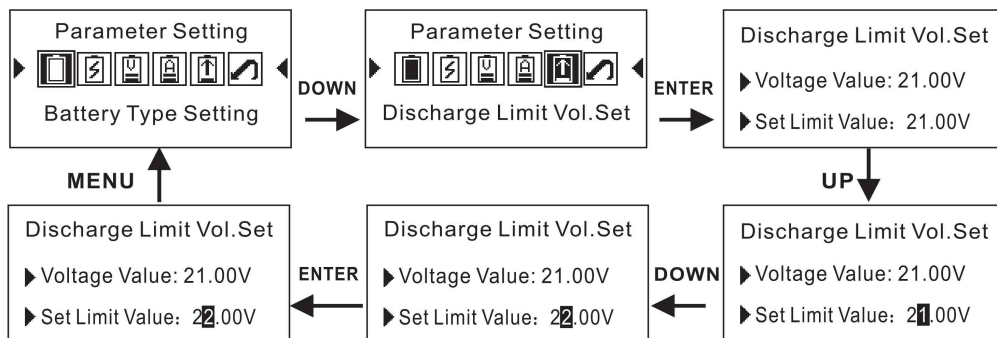 Parameter Setting
Battery Type Setting
DOWN
Parameter Setting
Discharge Limit Vol.Set
ENTER
Discharge Limit Vol.Set
Voltage Value: 21.00V
Set Limit Value: 21.00V
UP
Discharge Limit Vol.Set
Voltage Value: 21.00V
Set Limit Value: 21.00V
DOWN
Discharge Limit Vol.Set
Voltage Value: 21.00V
Set Limit Value: 22.00V
ENTER
Discharge Limit Vol.Set
Voltage Value: 21.00V
Set Limit Value: 22.00V
MENU